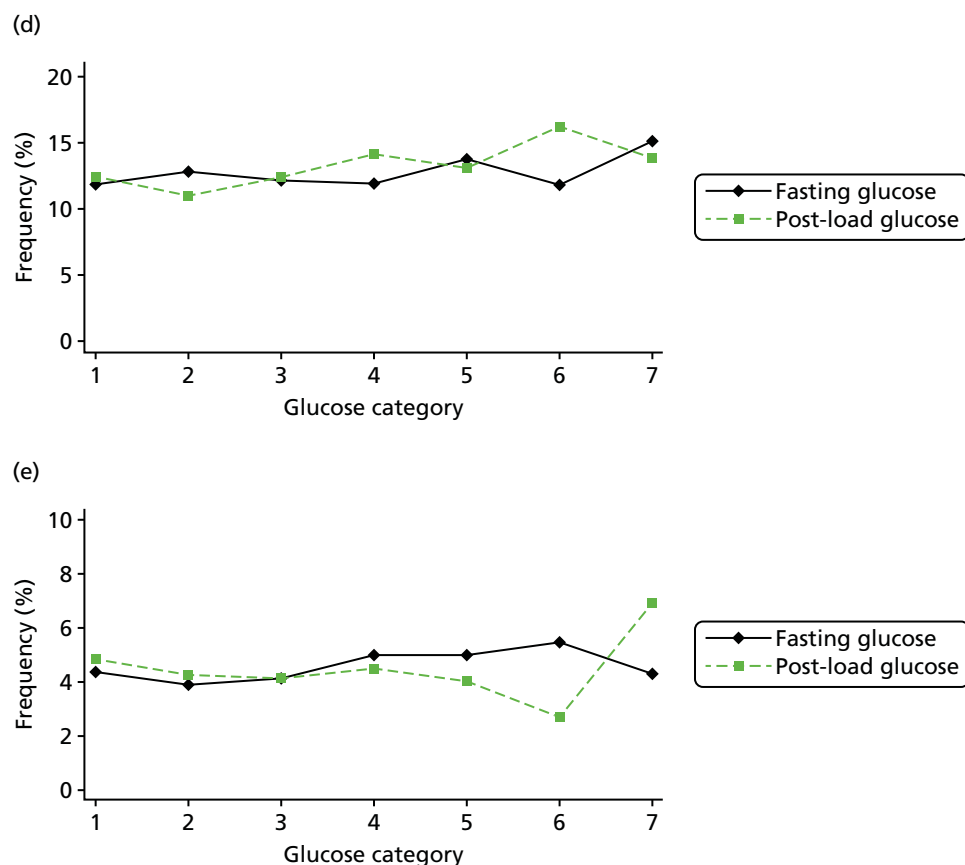 (d)
20
15
10
5
0
Frequency (%)
1 2 3 4 5 6 7
Glucose category
Fasting glucose
Post-load glucose
(e)
10
8
6
4
2
0
Frequency (%)
1 2 3 4 5 6 7
Glucose category
Fasting glucose
Post-load glucose